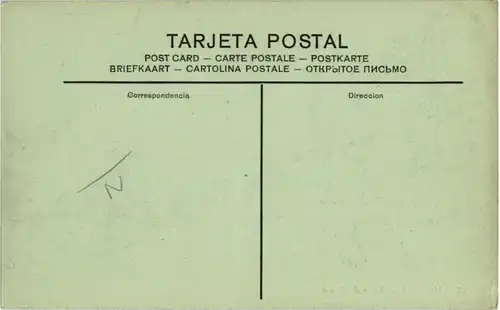 TARJETA POSTAL
POST CARD — CARTE POSTALE — POSTKARTE
BRIEFKAART — CARTOLINA POSTALE — ОТКРЫТОЕ ПИСЬМО
Correspondencia Direccion
N